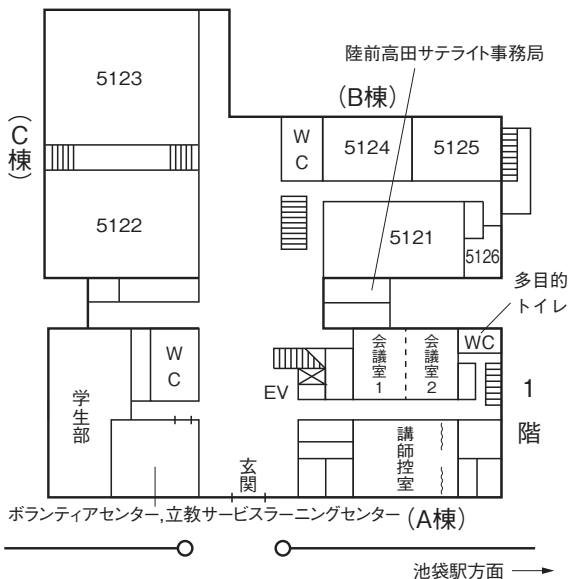 陸前高田サテライト事務局
5123
(B棟)
(C棟)
WC
5124
5125
5122
5121
5126
多目的
トイレ
WC
会議室1
会議室2
WC
学生部
EV
1階
講師控室
玄関
ボランティアセンター,立教サービスラーニングセンター
(A棟)
池袋駅方面